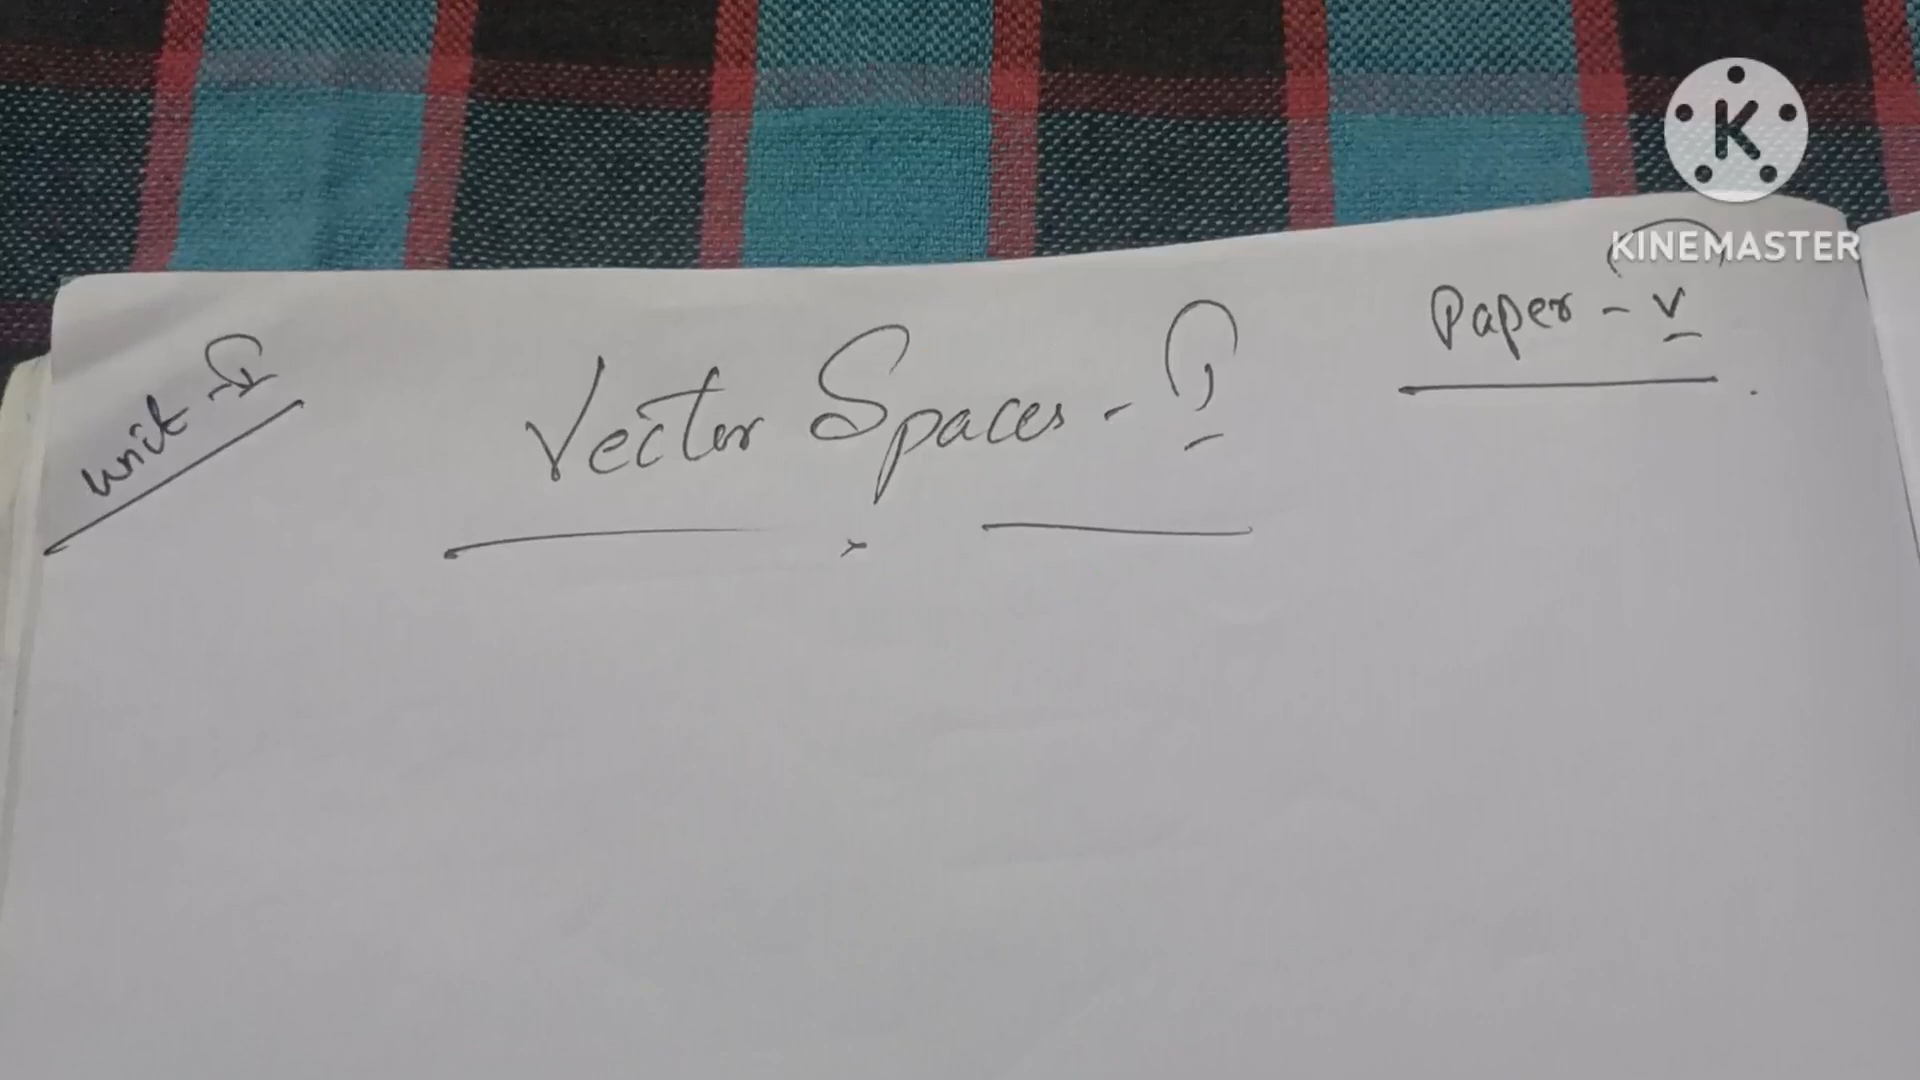 K
KINEMASTER
Paper - V
Unit - I
Vector Spaces - I